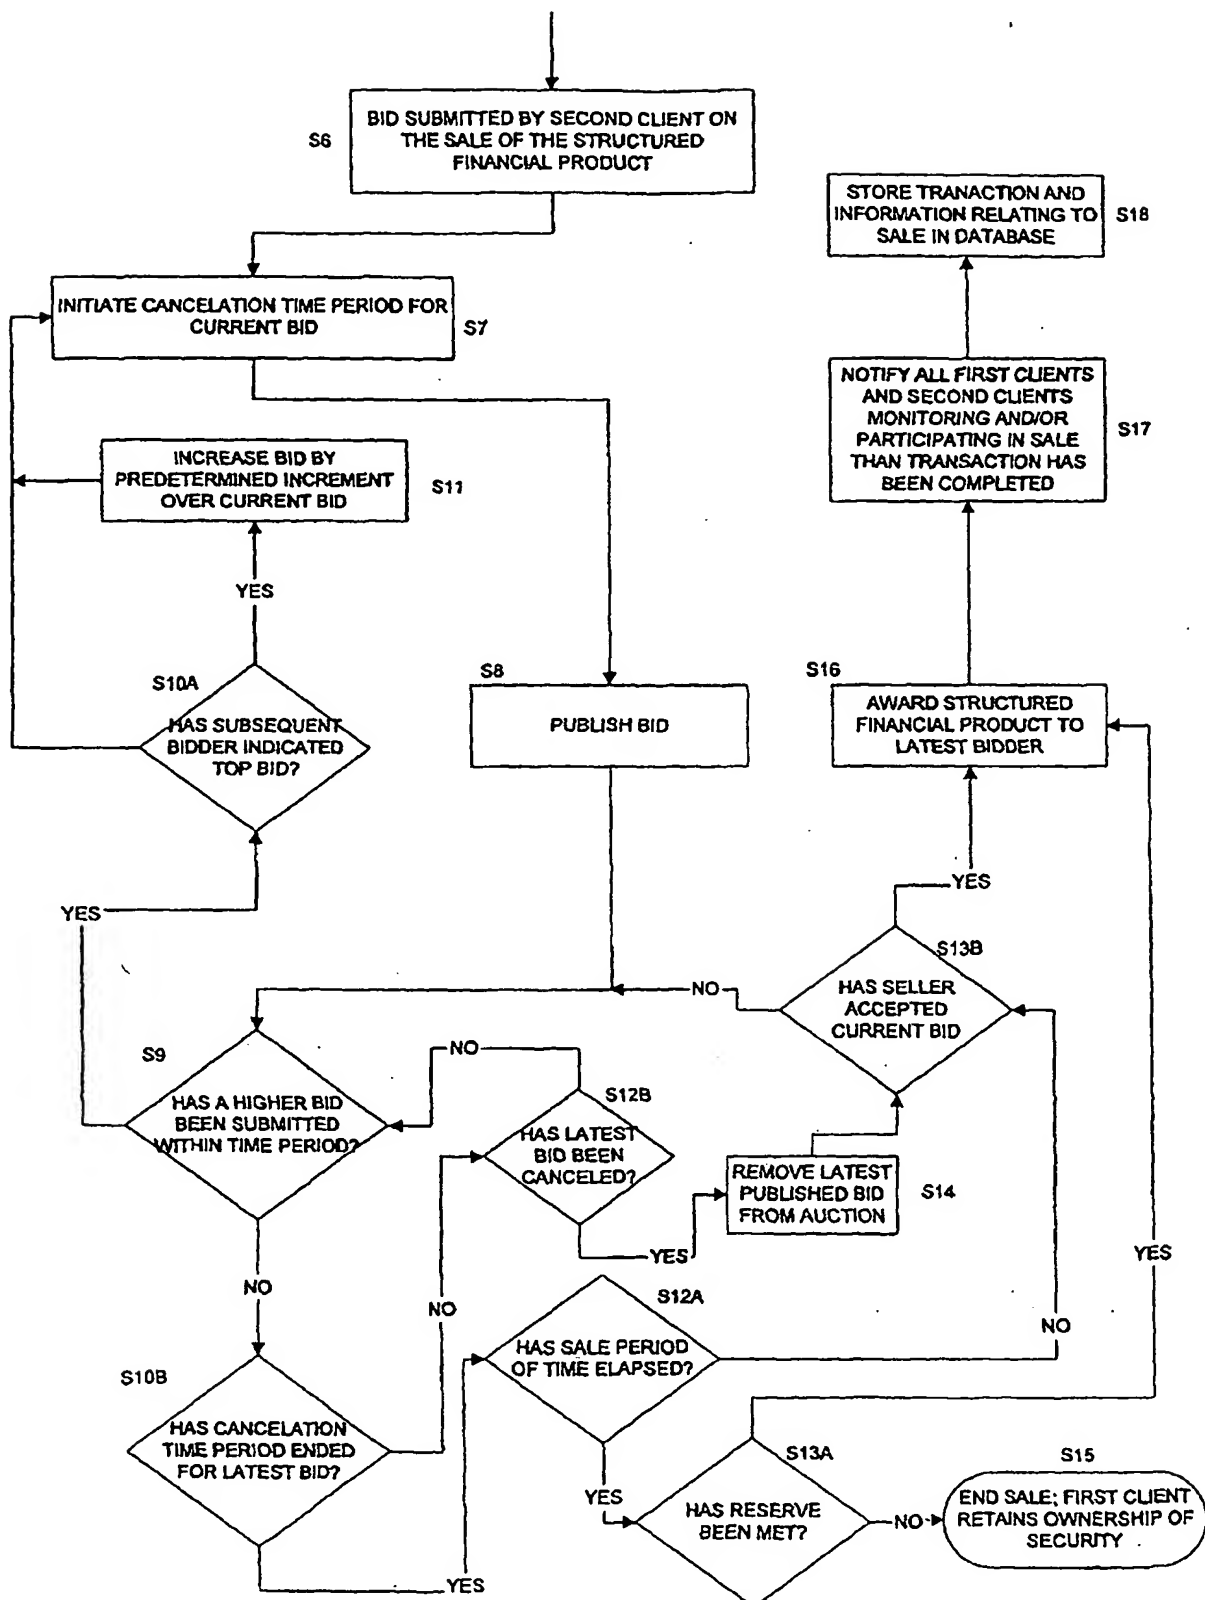 BID SUBMITTED BY SECOND CLIENT ON
THE SALE OF THE STRUCTURED
FINANCIAL PRODUCT
S6
STORE TRANACTION AND
INFORMATION RELATING TO
SALE IN DATABASE
S18
INITIATE CANCELATION TIME PERIOD FOR
CURRENT BID
S7
NOTIFY ALL FIRST CLIENTS
AND SECOND CLIENTS
MONITORING AND/OR
PARTICIPATING IN SALE
THAN TRANSACTION HAS
BEEN COMPLETED
S17
INCREASE BID BY
PREDETERMINED INCREMENT
OVER CURRENT BID
S11
YES
S10A
HAS SUBSEQUENT
BIDDER INDICATED
TOP BID?
S8
PUBLISH BID
S16
AWARD STRUCTURED
FINANCIAL PRODUCT TO
LATEST BIDDER
YES
YES
S13B
HAS SELLER
ACCEPTED
CURRENT BID
NO
S9
HAS A HIGHER BID
BEEN SUBMITTED
WITHIN TIME PERIOD?
NO
S12B
HAS LATEST
BID BEEN
CANCELED?
REMOVE LATEST
PUBLISHED BID
FROM AUCTION
S14
YES
YES
NO
NO
S12A
HAS SALE PERIOD
OF TIME ELAPSED?
NO
S10B
HAS CANCELATION
TIME PERIOD ENDED
FOR LATEST BID?
YES
YES
S13A
HAS RESERVE
BEEN MET?
NO
S15
END SALE; FIRST CLIENT
RETAINS OWNERSHIP OF
SECURITY